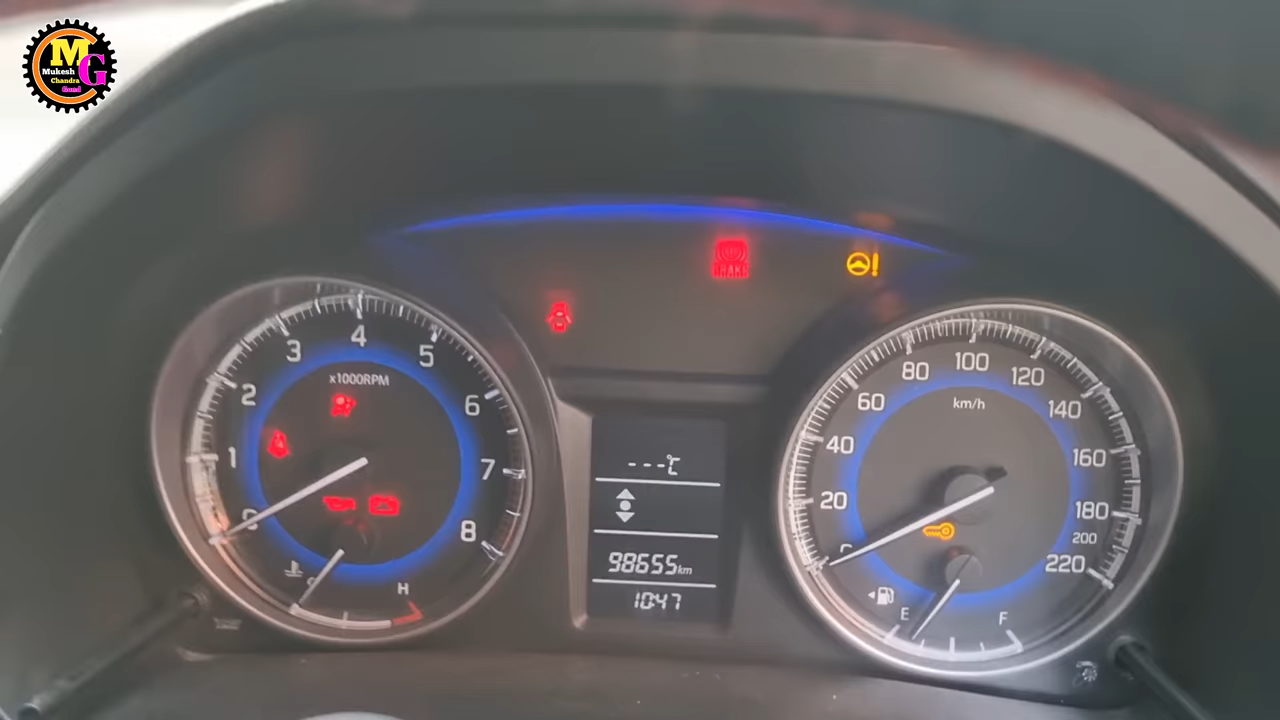 M
G
Mukesh
Chandra
Gond
BRAKE
x1000RPM
1
2
3
4
5
6
7
8
H
---℃
98655km
10:47
km/h
20
40
60
80
100
120
140
160
180
200
220
E
F